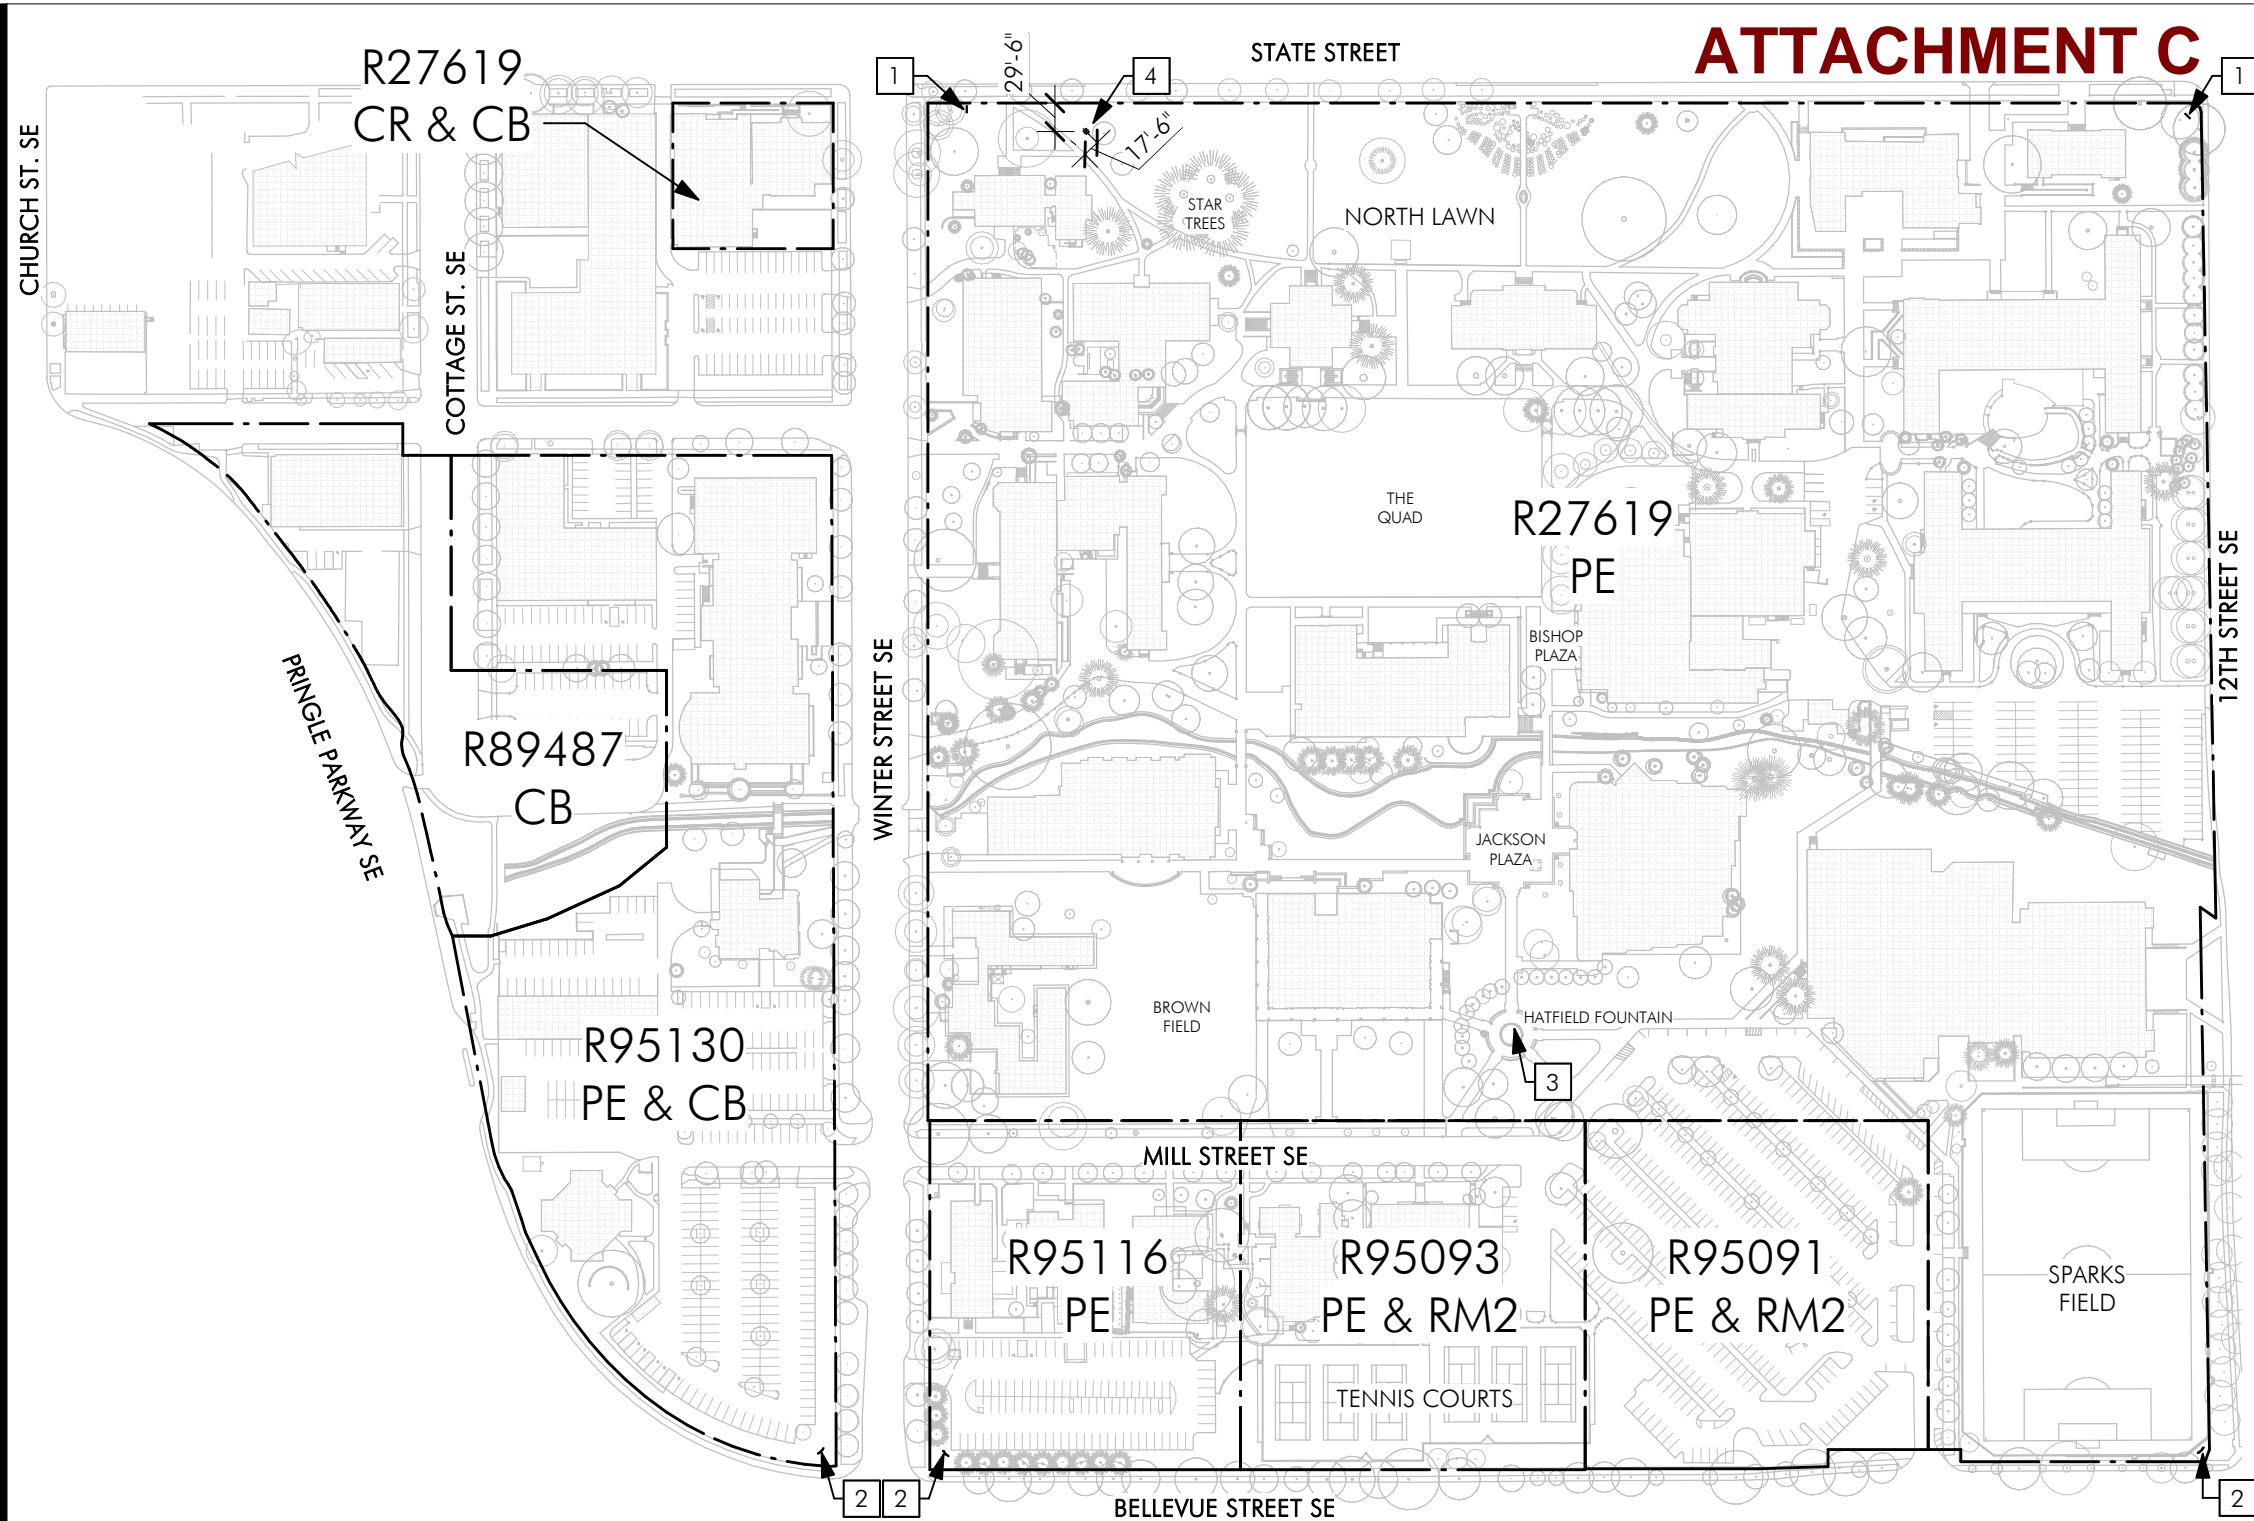 ATTACHMENT C
STATE STREET
R27619
CR & CB
1
29'-6"
4
17'-6"
1
CHURCH ST. SE
COTTAGE ST. SE
STAR
TREES
NORTH LAWN
THE
QUAD
R27619
PE
12TH STREET SE
BISHOP
PLAZA
WINTER STREET SE
PRINGLE PARKWAY SE
R89487
CB
JACKSON
PLAZA
BROWN
FIELD
HATFIELD FOUNTAIN
3
R95130
PE & CB
MILL STREET SE
R95116
PE
R95093
PE & RM2
R95091
PE & RM2
SPARKS
FIELD
TENNIS COURTS
2
2
2
BELLEVUE STREET SE